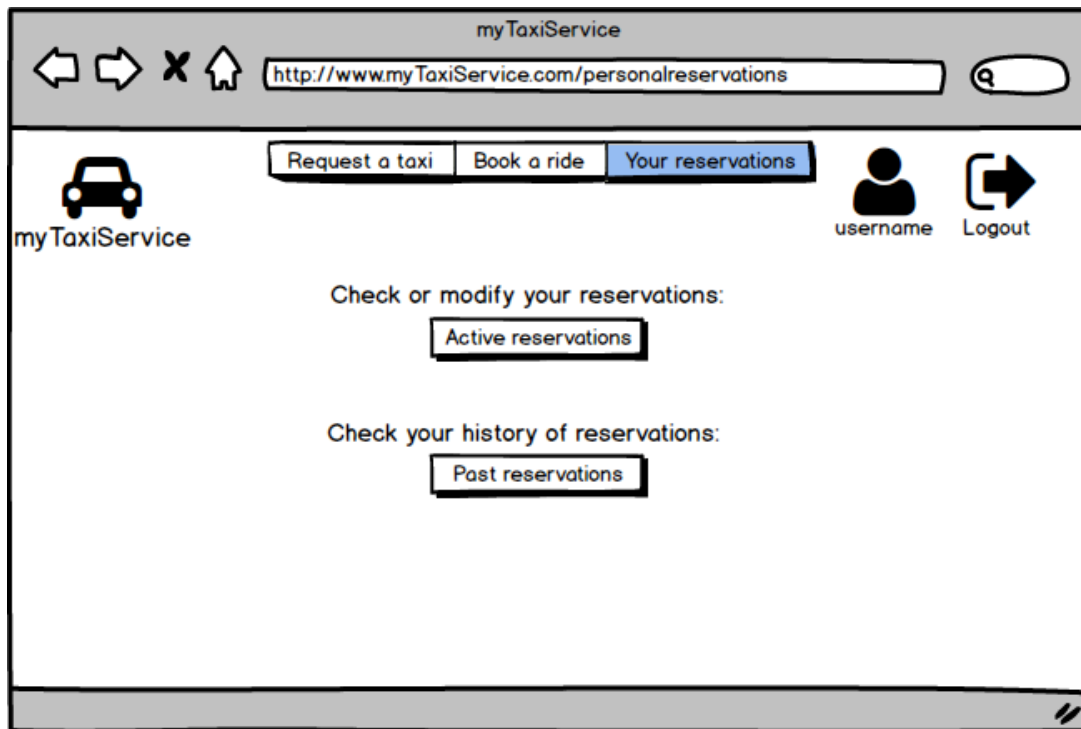 myTaxiService
http://www.myTaxiService.com/personalreservations
Request a taxi
Book a ride
Your reservations
myTaxiService
username
Logout
Check or modify your reservations:
Active reservations
Check your history of reservations:
Past reservations